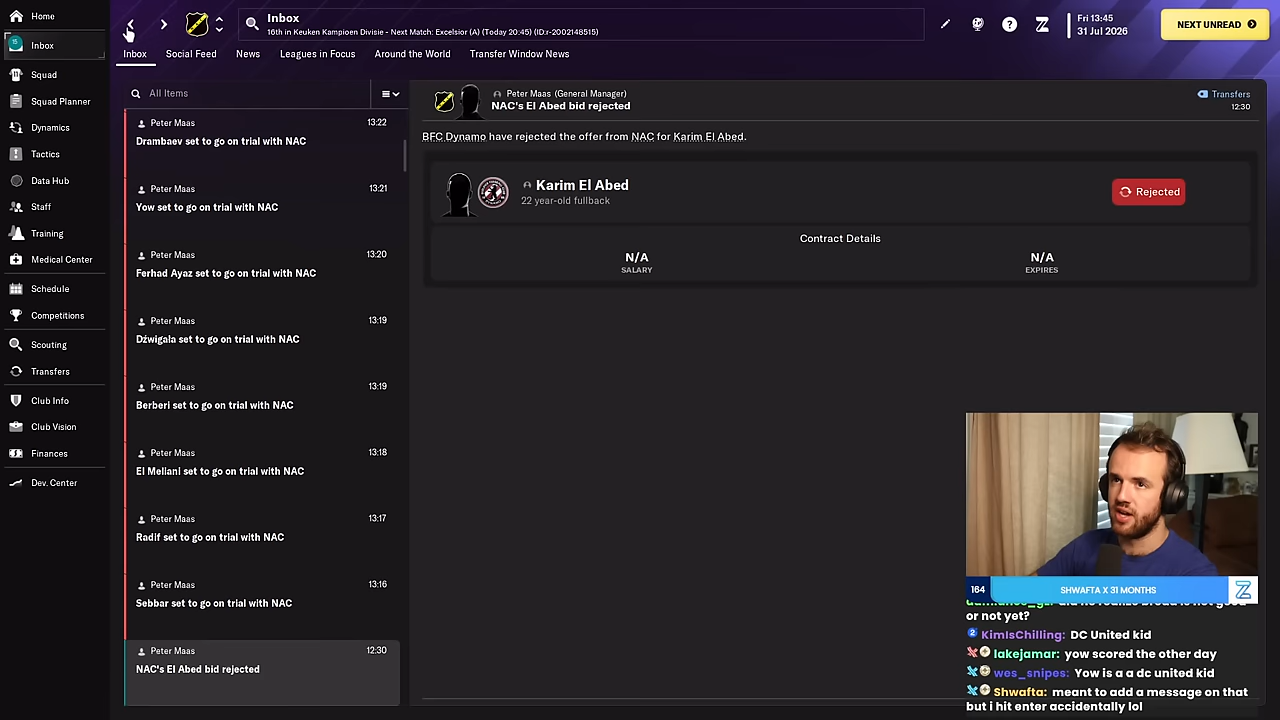 Home
Inbox
15
Squad
Squad Planner
Dynamics
Tactics
Data Hub
Staff
Training
Medical Center
Schedule
Competitions
Scouting
Transfers
Club Info
Club Vision
Finances
Dev. Center
Inbox
16th in Keuken Kampioen Divisie - Next Match: Excelsior (A) (Today 20:45) (ID:r-2002148515)
Fri 13:45
31 Jul 2026
NEXT UNREAD
Inbox
Social Feed
News
Leagues in Focus
Around the World
Transfer Window News
All Items
Peter Maas 13:22
Drambaev set to go on trial with NAC
Peter Maas 13:21
Yow set to go on trial with NAC
Peter Maas 13:20
Ferhad Ayaz set to go on trial with NAC
Peter Maas 13:19
Dźwigala set to go on trial with NAC
Peter Maas 13:19
Berberi set to go on trial with NAC
Peter Maas 13:18
El Meliani set to go on trial with NAC
Peter Maas 13:17
Radif set to go on trial with NAC
Peter Maas 13:16
Sebbar set to go on trial with NAC
Peter Maas 12:30
NAC's El Abed bid rejected
Peter Maas (General Manager)
NAC's El Abed bid rejected
Transfers
12:30
BFC Dynamo have rejected the offer from NAC for Karim El Abed.
Karim El Abed
22 year-old fullback
Rejected
Contract Details
N/A
SALARY
N/A
EXPIRES
164 SHWAFTA X 31 MONTHS
or not yet?
KimIsChilling: DC United kid
lakejamar: yow scored the other day
wes_snipes: Yow is a a dc united kid
Shwafta: meant to add a message on that
but i hit enter accidentally lol